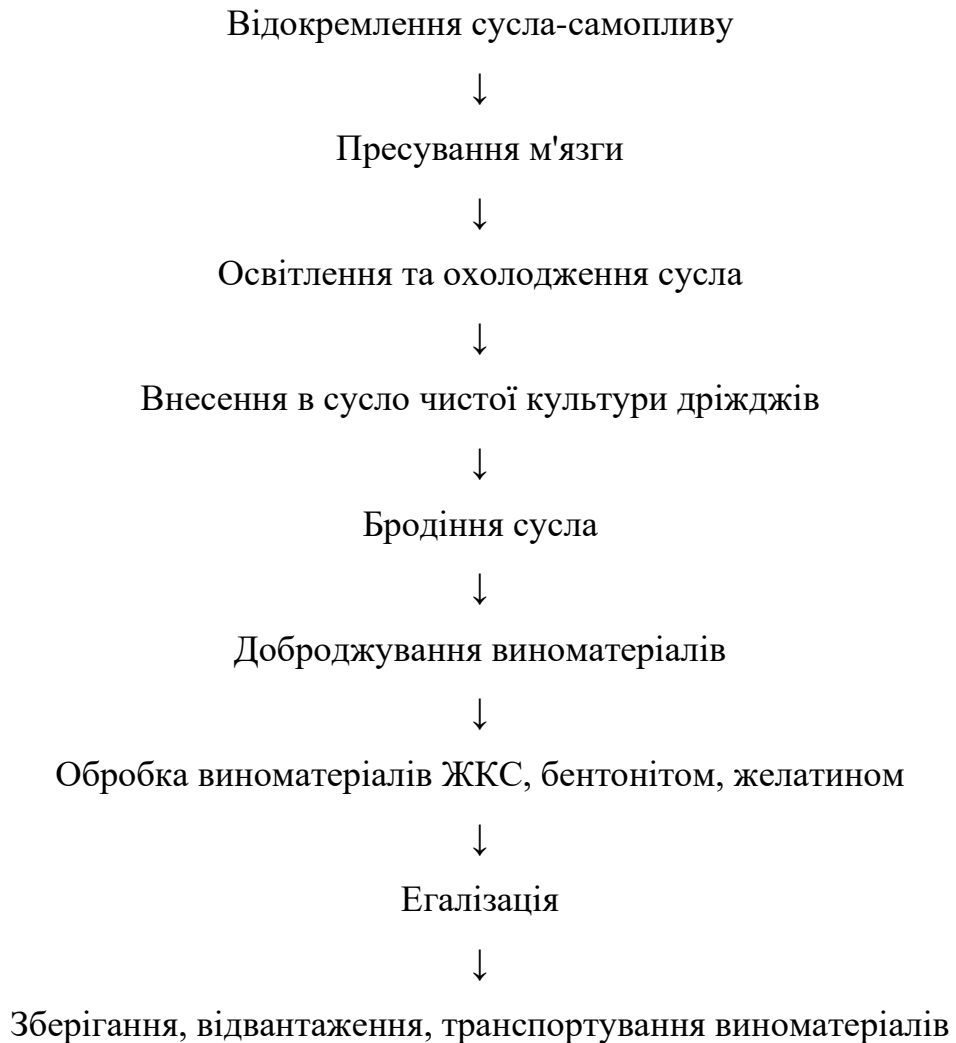 Відокремлення сусла-самопливу
↓
Пресування м'язги
↓
Освітлення та охолодження сусла
↓
Внесення в сусло чистої культури дріжджів
↓
Бродіння сусла
↓
Доброджування виноматеріалів
↓
Обробка виноматеріалів ЖКС, бентонітом, желатином
↓
Егалізація
↓
Зберігання, відвантаження, транспортування виноматеріалів